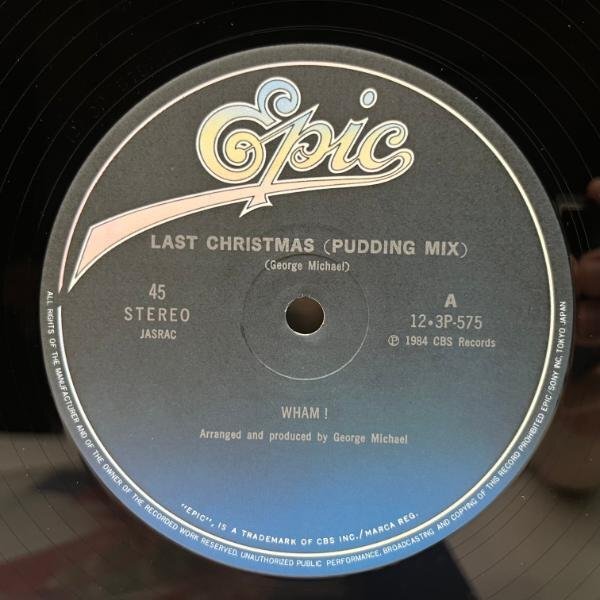 Epic
LAST CHRISTMAS (PUDDING MIX)
(George Michael)
45
STEREO
JASRAC
A
12•3P-575
Ⓟ 1984 CBS Records
WHAM !
Arranged and produced by George Michael
"EPIC", IS A TRADEMARK OF CBS INC./MARCA REG.
ALL RIGHTS OF THE MANUFACTURER AND OF THE OWNER OF THE RECORDED WORK RESERVED. UNAUTHORIZED PUBLIC PERFORMANCE, BROADCASTING AND COPYING OF THIS RECORD PROHIBITED EPIC/SONY INC. TOKYO JAPAN